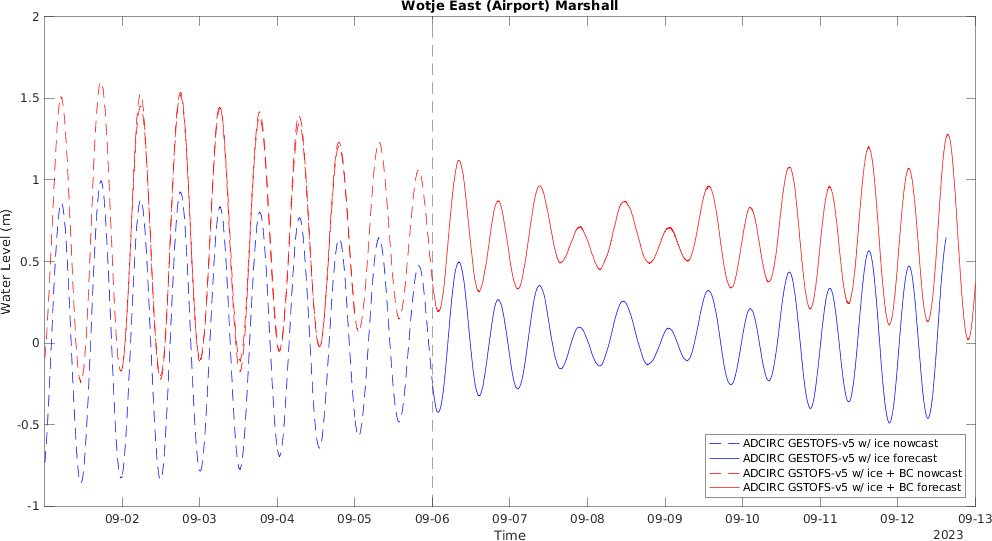 Wotje East (Airport) Marshall
2
1.5
1
0.5
0
-0.5
-1
Water Level (m)
09-02
09-03
09-04
09-05
09-06
09-07
09-08
09-09
09-10
09-11
09-12
09-13
Time
2023
ADCIRC GESTOFS-v5 w/ ice nowcast
ADCIRC GESTOFS-v5 w/ ice forecast
ADCIRC GSTOFS-v5 w/ ice + BC nowcast
ADCIRC GSTOFS-v5 w/ ice + BC forecast